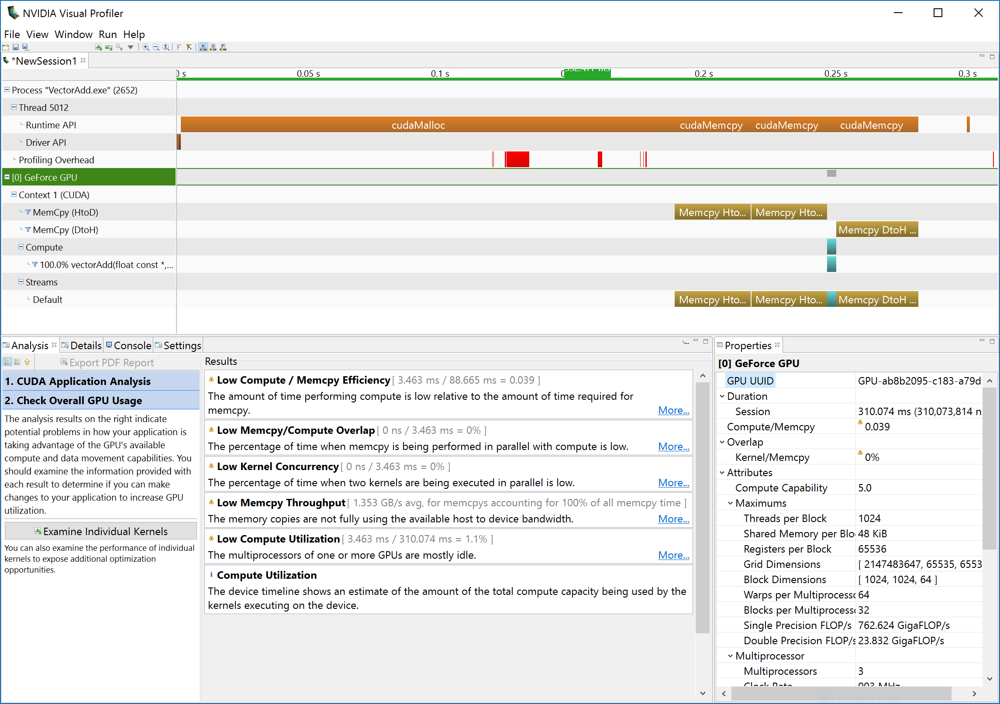 NVIDIA Visual Profiler
File View Window Run Help
*NewSession1
0 s 0.05 s 0.1 s 0.2 s 0.25 s 0.3 s
Process "VectorAdd.exe" (2652)
Thread 5012
Runtime API cudaMalloc cudaMemcpy cudaMemcpy cudaMemcpy
Driver API
Profiling Overhead
[0] GeForce GPU
Context 1 (CUDA)
MemCpy (HtoD) Memcpy Hto... Memcpy Hto...
MemCpy (DtoH) Memcpy DtoH ...
Compute
100.0% vectorAdd(float const *,...
Streams
Default Memcpy Hto... Memcpy Hto... Memcpy DtoH ...
Analysis Details Console Settings
Export PDF Report
1. CUDA Application Analysis
2. Check Overall GPU Usage
The analysis results on the right indicate
potential problems in how your application is
taking advantage of the GPU's available
compute and data movement capabilities. You
should examine the information provided with
each result to determine if you can make
changes to your application to increase GPU
utilization.
Examine Individual Kernels
You can also examine the performance of individual
kernels to expose additional optimization
opportunities.
Results
Low Compute / Memcpy Efficiency [ 3.463 ms / 88.665 ms = 0.039 ]
The amount of time performing compute is low relative to the amount of time required for
memcpy. More...
Low Memcpy/Compute Overlap [ 0 ns / 3.463 ms = 0% ]
The percentage of time when memcpy is being performed in parallel with compute is low. More...
Low Kernel Concurrency [ 0 ns / 3.463 ms = 0% ]
The percentage of time when two kernels are being executed in parallel is low. More...
Low Memcpy Throughput [ 1.353 GB/s avg, for memcpys accounting for 100% of all memcpy time ]
The memory copies are not fully using the available host to device bandwidth. More...
Low Compute Utilization [ 3.463 ms / 310.074 ms = 1.1% ]
The multiprocessors of one or more GPUs are mostly idle. More...
Compute Utilization
The device timeline shows an estimate of the amount of the total compute capacity being used by the
kernels executing on the device.
Properties
[0] GeForce GPU
GPU UUID GPU-ab8b2095-c183-a79d
Duration
Session 310.074 ms (310,073,814 n
Compute/Memcpy 0.039
Overlap
Kernel/Memcpy 0%
Attributes
Compute Capability 5.0
Maximums
Threads per Block 1024
Shared Memory per Blo 48 KiB
Registers per Block 65536
Grid Dimensions [ 2147483647, 65535, 6553
Block Dimensions [ 1024, 1024, 64 ]
Warps per Multiprocesso 64
Blocks per Multiprocesso 32
Single Precision FLOP/s 762.624 GigaFLOP/s
Double Precision FLOP/s 23.832 GigaFLOP/s
Multiprocessor
Multiprocessors 3
Clock Rate 993 MHz
Window Snip